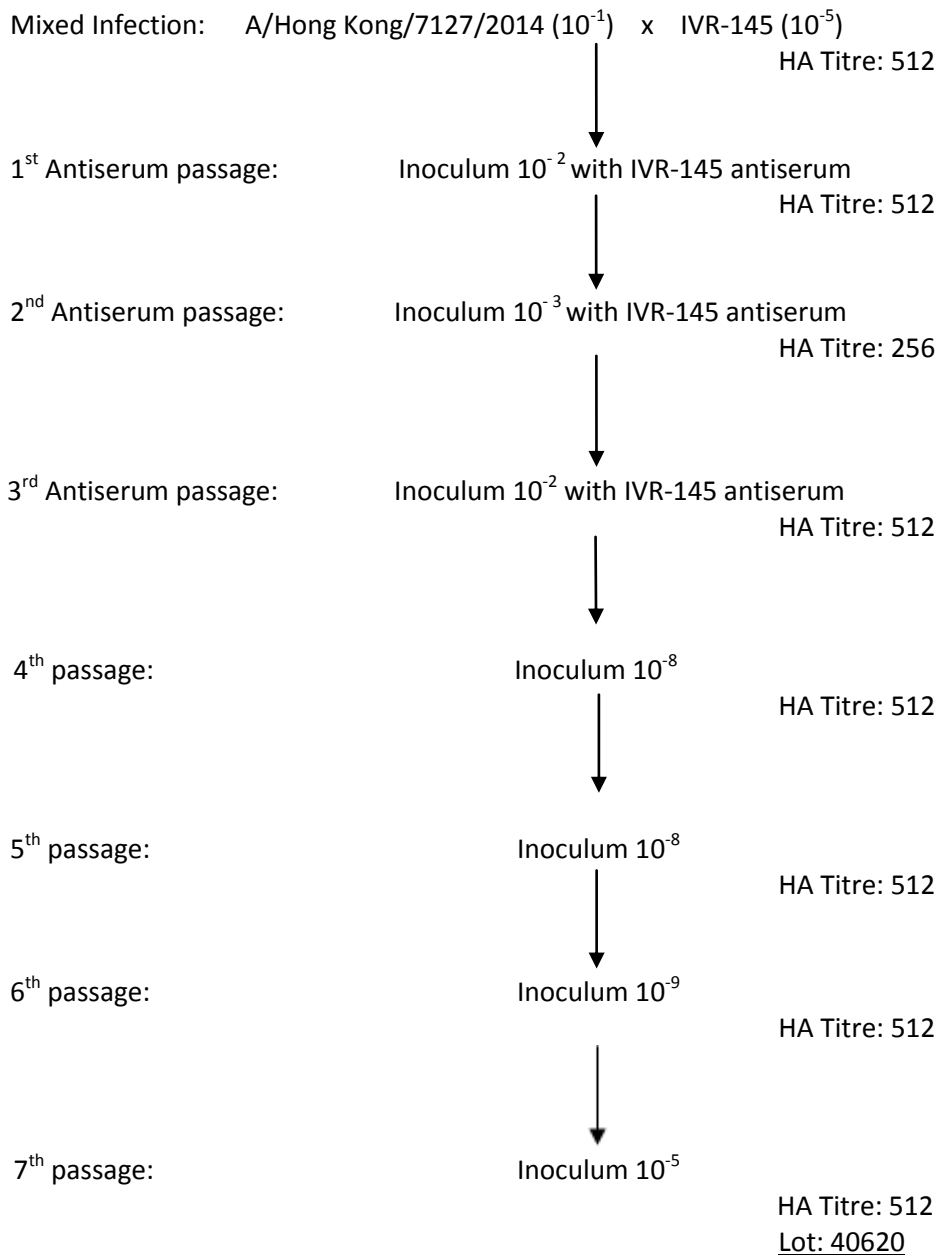 Mixed Infection: A/Hong Kong/7127/2014 (10⁻¹) x IVR-145 (10⁻⁵)
HA Titre: 512
1ˢᵗ Antiserum passage: Inoculum 10⁻² with IVR-145 antiserum
HA Titre: 512
2ⁿᵈ Antiserum passage: Inoculum 10⁻³ with IVR-145 antiserum
HA Titre: 256
3ʳᵈ Antiserum passage: Inoculum 10⁻² with IVR-145 antiserum
HA Titre: 512
4ᵗʰ passage: Inoculum 10⁻⁸
HA Titre: 512
5ᵗʰ passage: Inoculum 10⁻⁸
HA Titre: 512
6ᵗʰ passage: Inoculum 10⁻⁹
HA Titre: 512
7ᵗʰ passage: Inoculum 10⁻⁵
HA Titre: 512
Lot: 40620